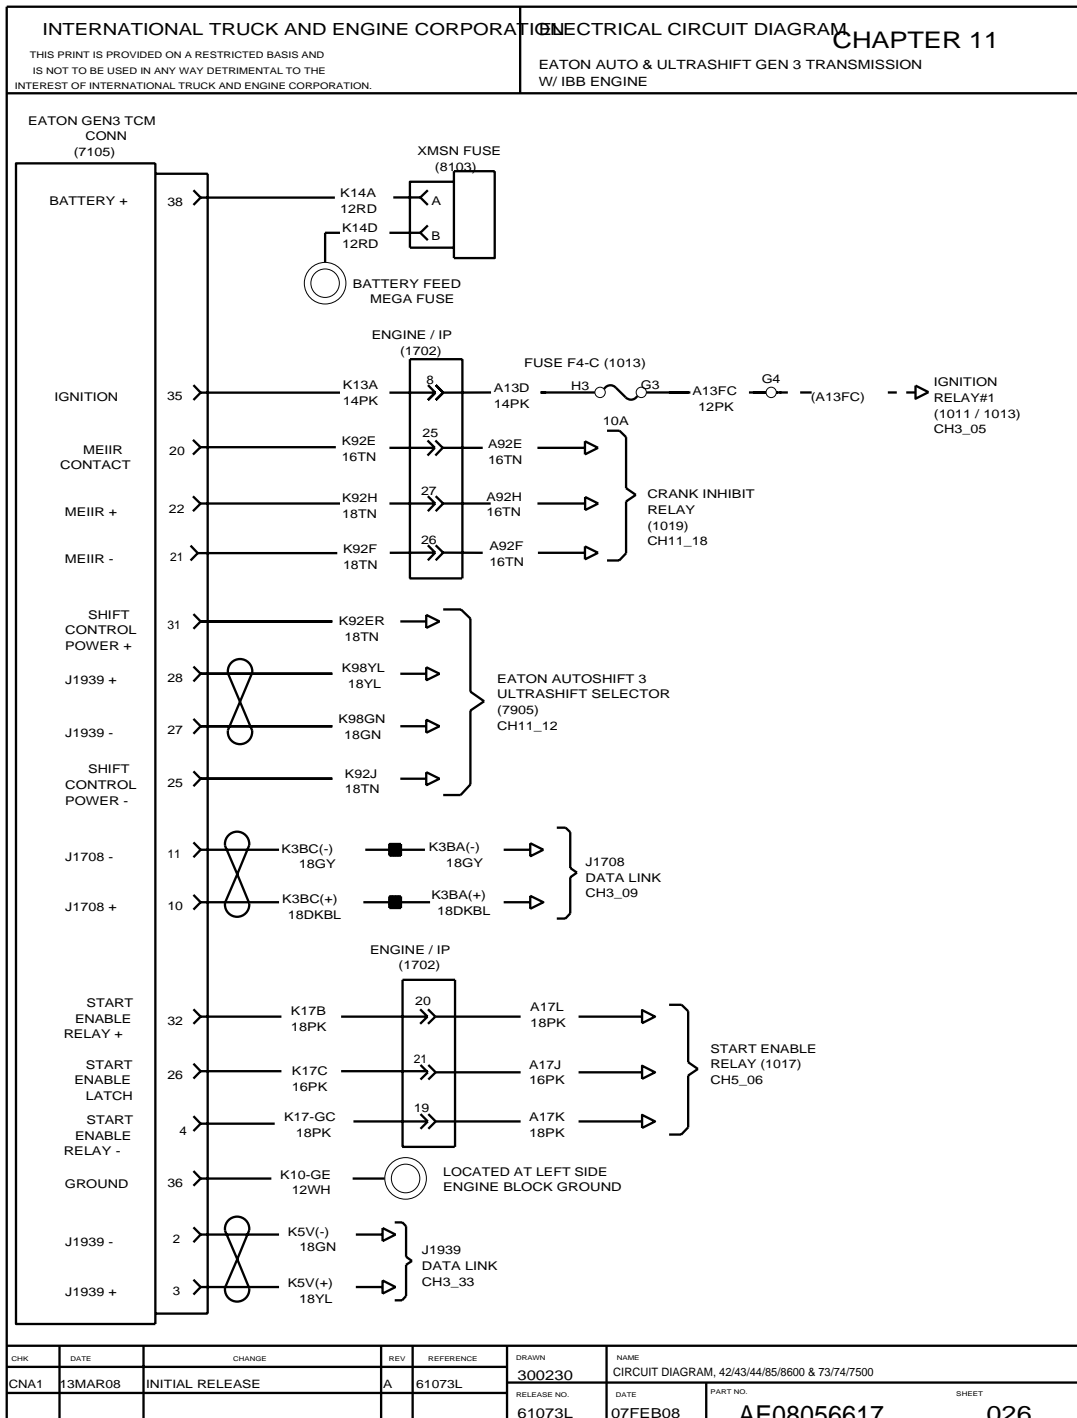 INTERNATIONAL TRUCK AND ENGINE CORPORATION
THIS PRINT IS PROVIDED ON A RESTRICTED BASIS AND
IS NOT TO BE USED IN ANY WAY DETRIMENTAL TO THE
INTEREST OF INTERNATIONAL TRUCK AND ENGINE CORPORATION.
ELECTRICAL CIRCUIT DIAGRAM
CHAPTER 11
EATON AUTO & ULTRASHIFT GEN 3 TRANSMISSION
W/ IBB ENGINE
EATON GEN3 TCM
CONN
(7105)
XMSN FUSE
(8103)
BATTERY +
38
K14A
12RD
A
K14D
12RD
B
BATTERY FEED
MEGA FUSE
ENGINE / IP
(1702)
FUSE F4-C (1013)
IGNITION
35
K13A
14PK
8
A13D
14PK
H3
G3
10A
A13FC
12PK
G4
(A13FC)
IGNITION
RELAY#1
(1011 / 1013)
CH3_05
MEIIR
CONTACT
20
K92E
16TN
25
A92E
16TN
MEIIR +
22
K92H
18TN
27
A92H
16TN
CRANK INHIBIT
RELAY
(1019)
CH11_18
MEIIR -
21
K92F
18TN
26
A92F
16TN
SHIFT
CONTROL
POWER +
31
K92ER
18TN
J1939 +
28
K98YL
18YL
EATON AUTOSHIFT 3
ULTRASHIFT SELECTOR
(7905)
CH11_12
J1939 -
27
K98GN
18GN
SHIFT
CONTROL
POWER -
25
K92J
18TN
J1708 -
11
K3BC(-)
18GY
K3BA(-)
18GY
J1708
DATA LINK
CH3_09
J1708 +
10
K3BC(+)
18DKBL
K3BA(+)
18DKBL
ENGINE / IP
(1702)
START
ENABLE
RELAY +
32
K17B
18PK
20
A17L
18PK
START ENABLE
RELAY (1017)
CH5_06
START
ENABLE
LATCH
26
K17C
16PK
21
A17J
16PK
START
ENABLE
RELAY -
4
K17-GC
18PK
19
A17K
18PK
GROUND
36
K10-GE
12WH
LOCATED AT LEFT SIDE
ENGINE BLOCK GROUND
J1939 -
2
K5V(-)
18GN
J1939
DATA LINK
CH3_33
J1939 +
3
K5V(+)
18YL
CHK DATE CHANGE REV REFERENCE
CNA1 13MAR08 INITIAL RELEASE A 61073L
DRAWN
300230
NAME
CIRCUIT DIAGRAM, 42/43/44/85/8600 & 73/74/7500
RELEASE NO.
61073L
DATE
07FEB08
PART NO.
AE08056617
SHEET
026